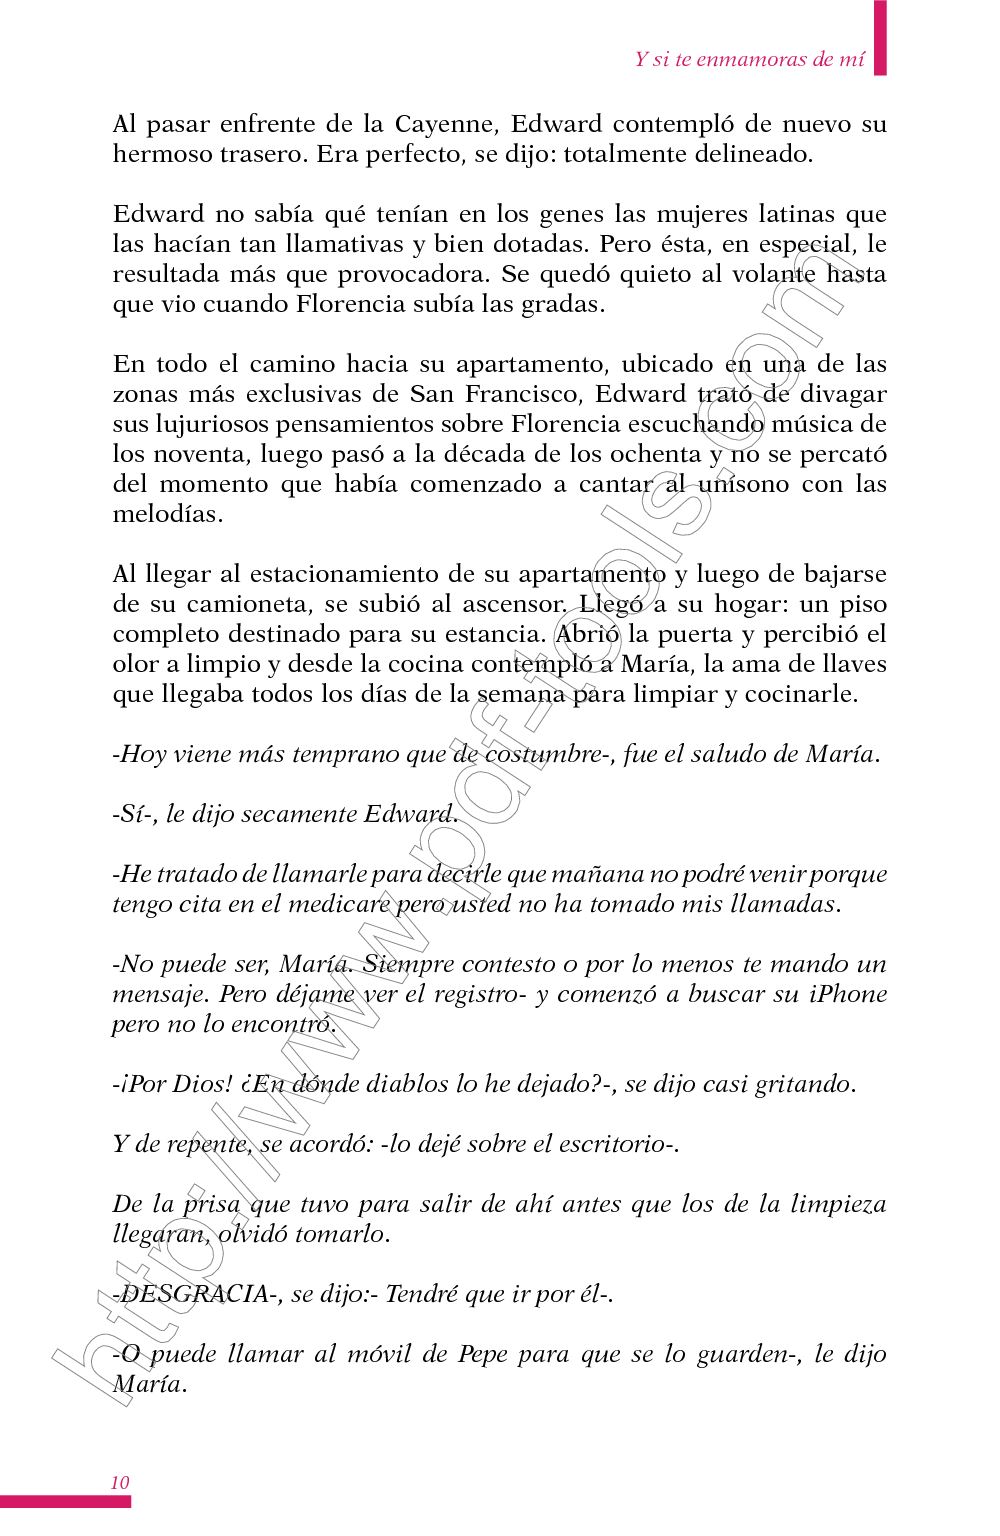 Y si te enmamoras de mí
Al pasar enfrente de la Cayenne, Edward contempló de nuevo su
hermoso trasero. Era perfecto, se dijo: totalmente delineado.
Edward no sabía qué tenían en los genes las mujeres latinas que
las hacían tan llamativas y bien dotadas. Pero ésta, en especial, le
resultada más que provocadora. Se quedó quieto al volante hasta
que vio cuando Florencia subía las gradas.
En todo el camino hacia su apartamento, ubicado en una de las
zonas más exclusivas de San Francisco, Edward trató de divagar
sus lujuriosos pensamientos sobre Florencia escuchando música de
los noventa, luego pasó a la década de los ochenta y no se percató
del momento que había comenzado a cantar al unísono con las
melodías.
Al llegar al estacionamiento de su apartamento y luego de bajarse
de su camioneta, se subió al ascensor. Llegó a su hogar: un piso
completo destinado para su estancia. Abrió la puerta y percibió el
olor a limpio y desde la cocina contempló a María, la ama de llaves
que llegaba todos los días de la semana para limpiar y cocinarle.
-Hoy viene más temprano que de costumbre-, fue el saludo de María.
-Sí-, le dijo secamente Edward.
-He tratado de llamarle para decirle que mañana no podré venir porque
tengo cita en el medicare pero usted no ha tomado mis llamadas.
-No puede ser, María. Siempre contesto o por lo menos te mando un
mensaje. Pero déjame ver el registro- y comenzó a buscar su iPhone
pero no lo encontró.
-¡Por Dios! ¿En dónde diablos lo he dejado?-, se dijo casi gritando.
Y de repente, se acordó: -lo dejé sobre el escritorio-.
De la prisa que tuvo para salir de ahí antes que los de la limpieza
llegaran, olvidó tomarlo.
-DESGRACIA-, se dijo:- Tendré que ir por él-.
-O puede llamar al móvil de Pepe para que se lo guarden-, le dijo
María.
10
http://www.pdf-tools.com